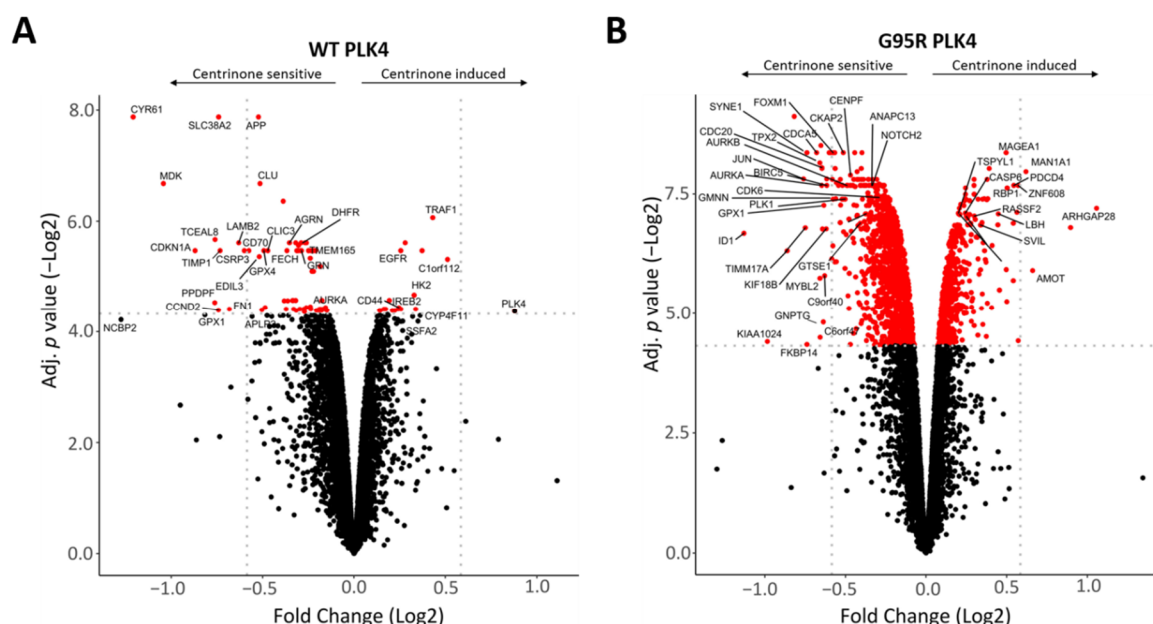 A
WT PLK4
Centrinone sensitive
Centrinone induced
Adj. p value (−Log2)
8.0
6.0
4.0
2.0
0.0
CYR61
SLC38A2
APP
MDK
CLU
TRAF1
DHFR
AGRN
LAMB2
TCEAL8
CD70
CLIC3
CDKN1A
TIMP1
CSRP3
FECH
TMEM165
GRN
GPX4
EGFR
C1orf112
EDIL3
HK2
PPDPF
AURKA
CD44
IREB2
CCND2
FN1
PLK4
GPX1
CYP4F11
NCBP2
SSFA2
−1.0
−0.5
0.0
0.5
1.0
Fold Change (Log2)
B
G95R PLK4
Centrinone sensitive
Centrinone induced
Adj. p value (−Log2)
7.5
5.0
2.5
0.0
SYNE1
FOXM1
CENPF
CKAP2
ANAPC13
CDC20
TPX2
CDCA5
NOTCH2
AURKB
JUN
BIRC5
AURKA
CDK6
GMNN
PLK1
GPX1
ID1
TIMM17A
GTSE1
KIF18B
MYBL2
C9orf40
GNPTG
KIAA1024
FKBP14
MAGEA1
TSPYL1
MAN1A1
CASP6
PDCD4
RBP1
ZNF608
RASSF2
ARHGAP28
LBH
SVIL
AMOT
−1.0
−0.5
0.0
0.5
1.0
Fold Change (Log2)